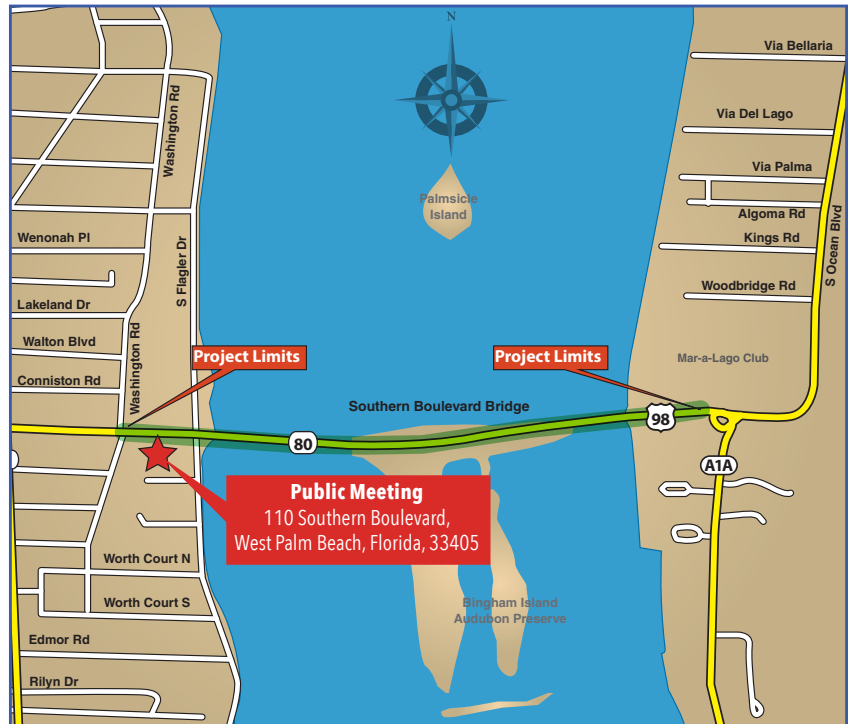 N
Via Bellaria
Washington Rd
Via Del Lago
Via Palma
Palmsicle
Island
Algoma Rd
S Ocean Blvd
Wenonah Pl
S Flagler Dr
Kings Rd
Woodbridge Rd
Lakeland Dr
Washington Rd
Walton Blvd
Project Limits
Project Limits
Mar-a-Lago Club
Conniston Rd
Southern Boulevard Bridge
98
80
A1A
Public Meeting
110 Southern Boulevard,
West Palm Beach, Florida, 33405
Worth Court N
Worth Court S
Bingham Island
Audubon Preserve
Edmor Rd
Rilyn Dr